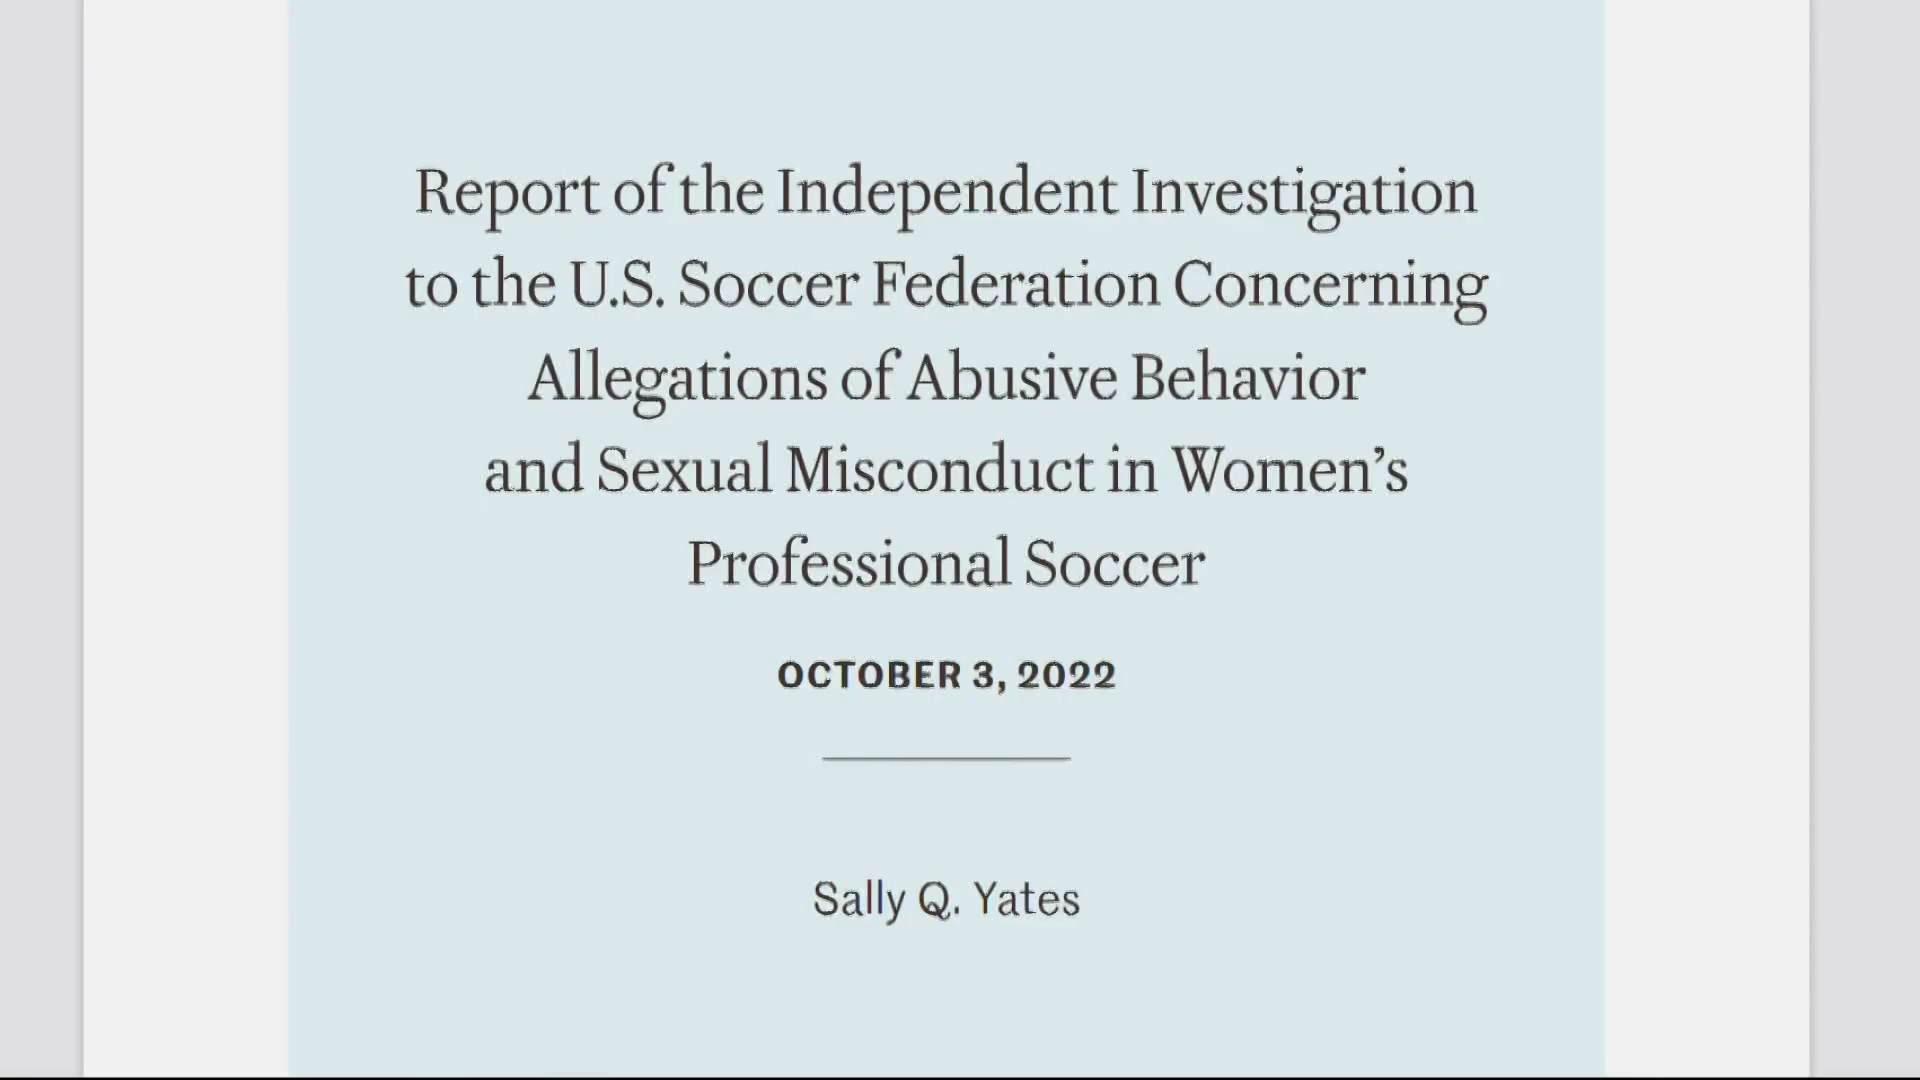 Report of the Independent Investigation
to the U.S. Soccer Federation Concerning
Allegations of Abusive Behavior
and Sexual Misconduct in Women’s
Professional Soccer
OCTOBER 3, 2022
Sally Q. Yates